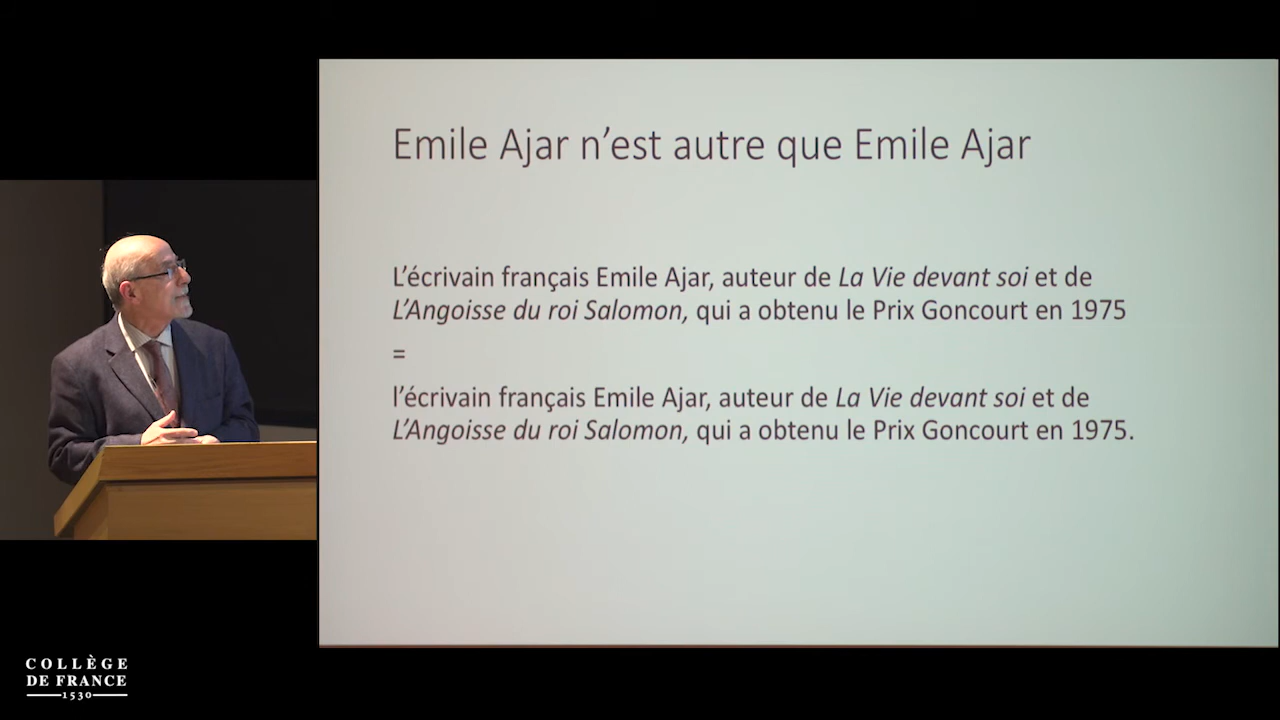 Emile Ajar n’est autre que Emile Ajar
L’écrivain français Emile Ajar, auteur de La Vie devant soi et de
L’Angoisse du roi Salomon, qui a obtenu le Prix Goncourt en 1975
=
l’écrivain français Emile Ajar, auteur de La Vie devant soi et de
L’Angoisse du roi Salomon, qui a obtenu le Prix Goncourt en 1975.
COLLÈGE
DE FRANCE
1530